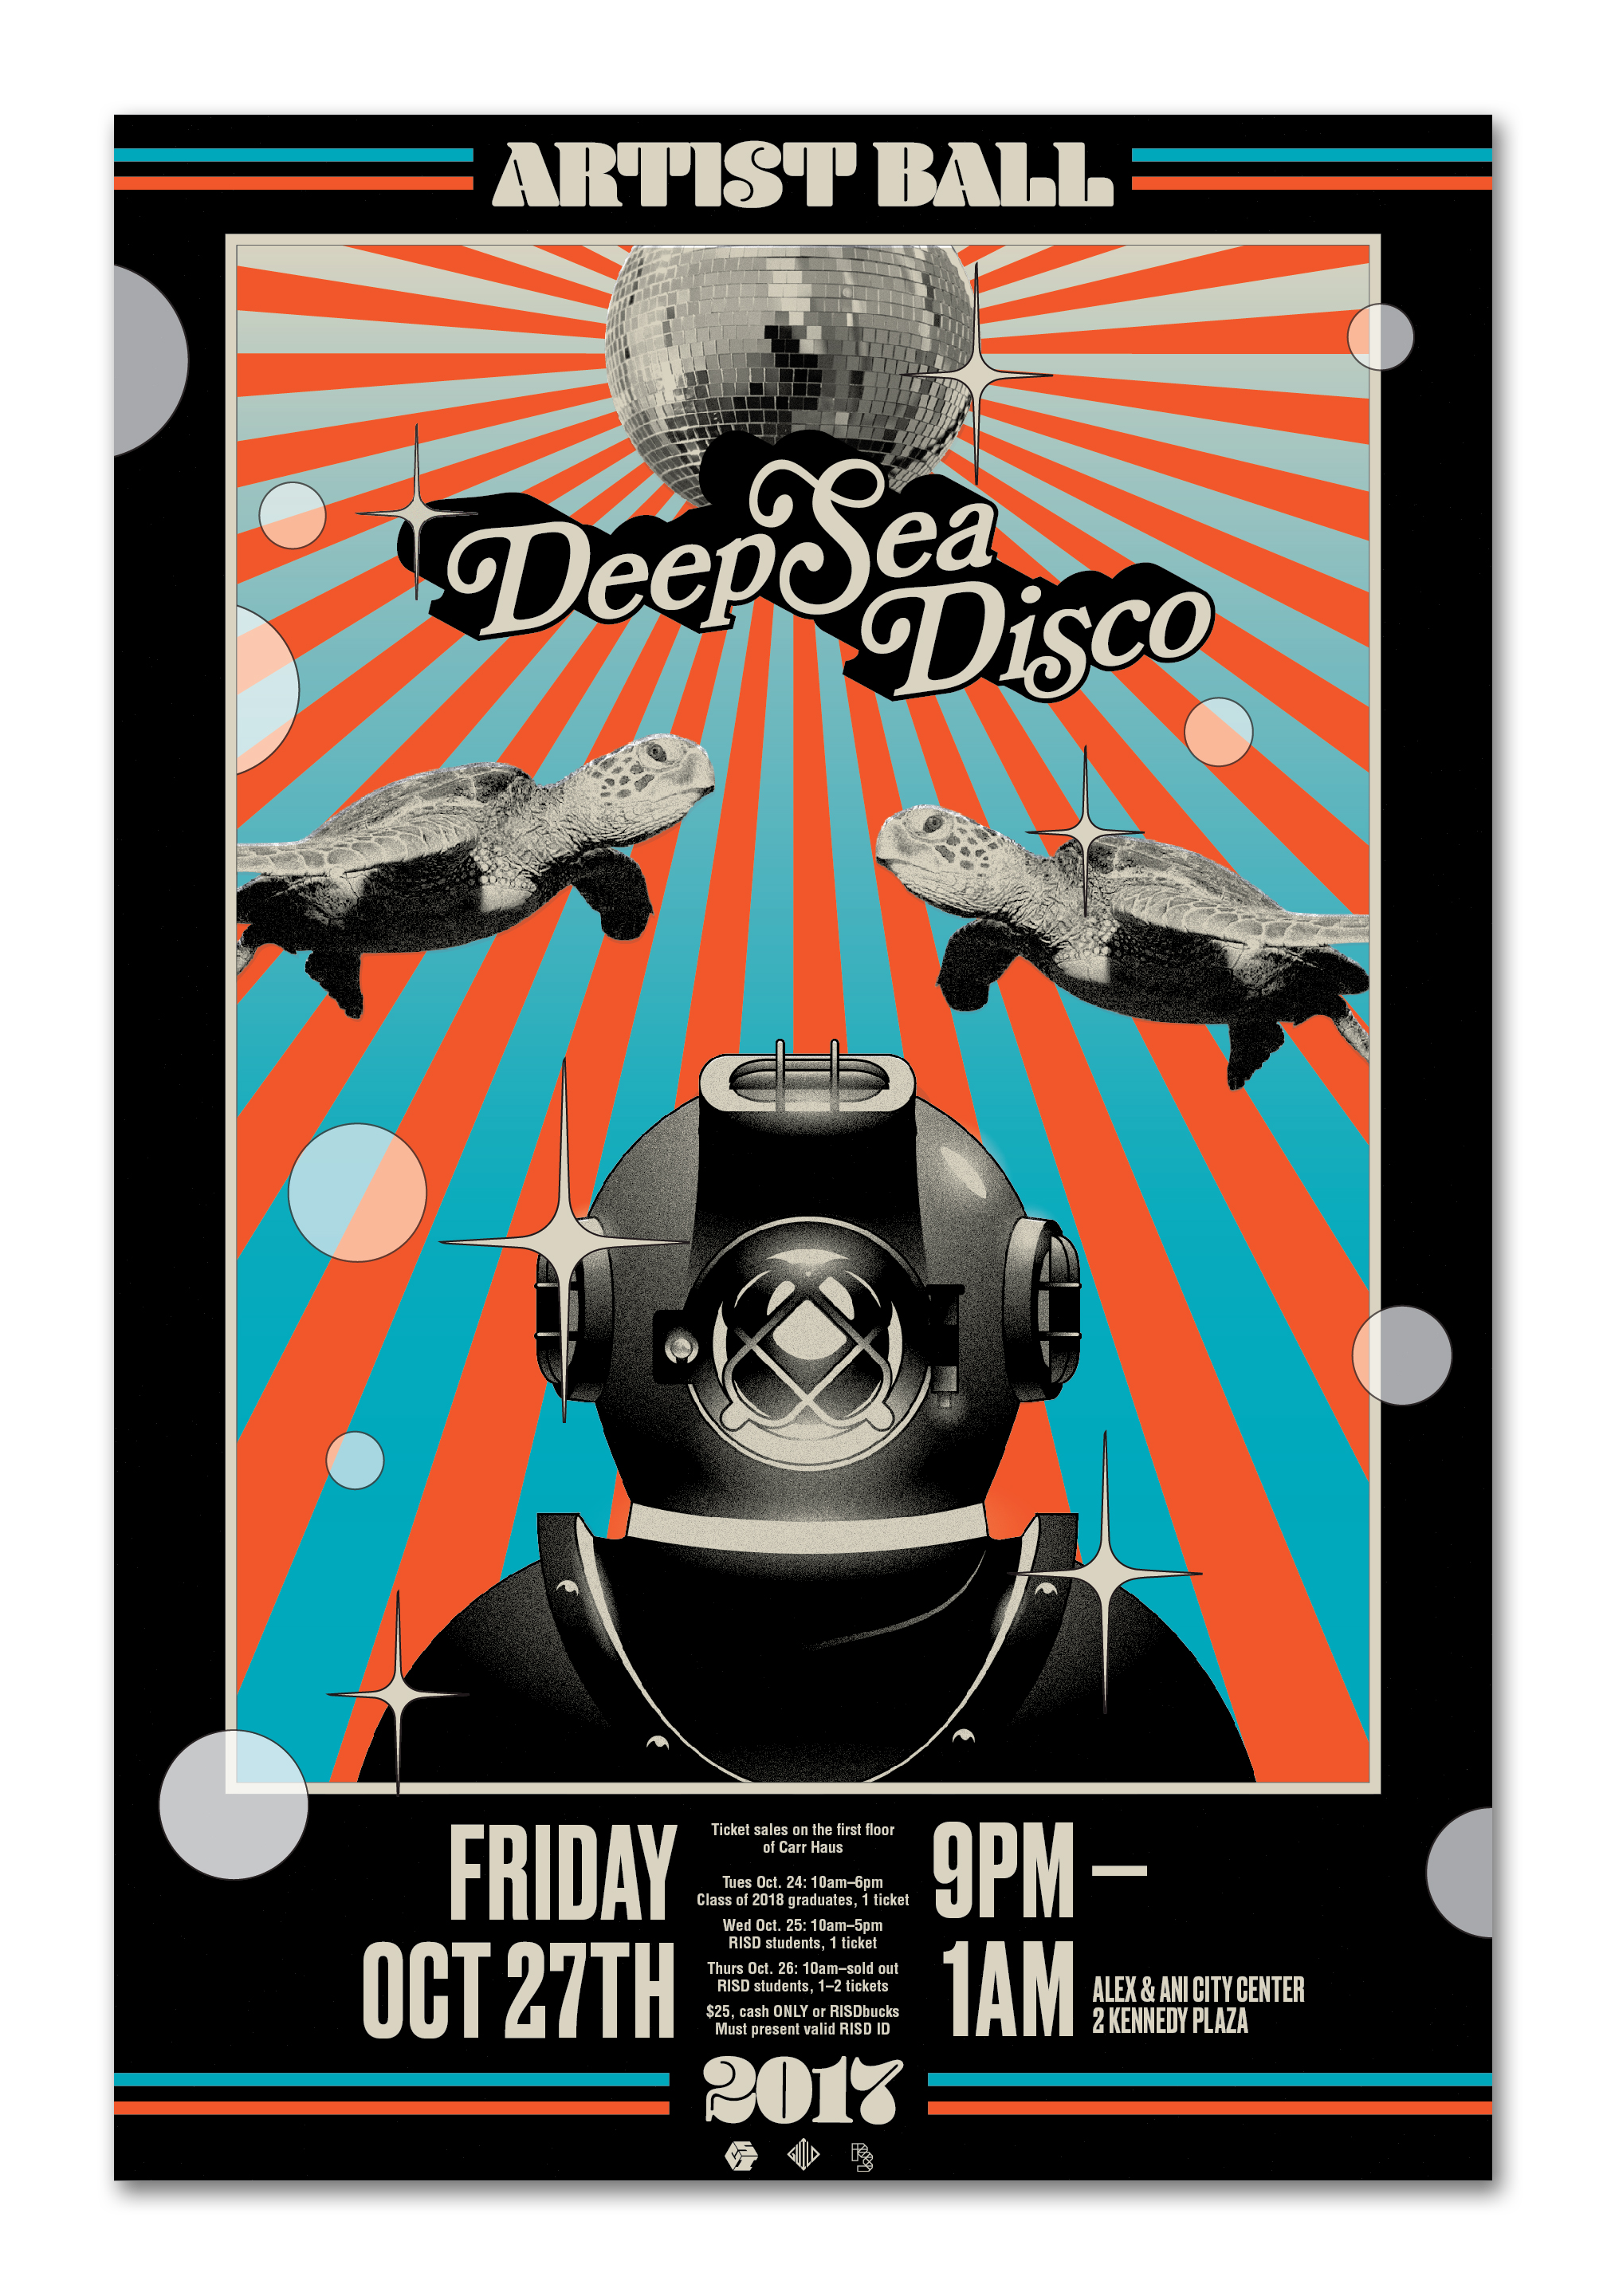 ARTIST BALL
Deep Sea
Disco
FRIDAY
OCT 27TH
Ticket sales on the first floor
of Carr Haus
Tues Oct. 24: 10am–6pm
Class of 2018 graduates, 1 ticket
Wed Oct. 25: 10am–5pm
RISD students, 1 ticket
Thurs Oct. 26: 10am–sold out
RISD students, 1–2 tickets
$25, cash ONLY or RISDbucks
Must present valid RISD ID
9PM —
1AM
ALEX & ANI CITY CENTER
2 KENNEDY PLAZA
2017
GUILD